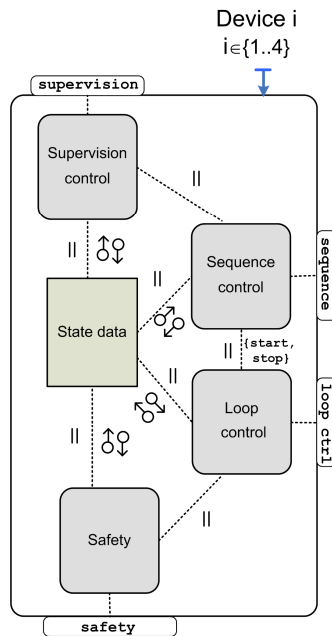 Device i
i∈{1..4}
supervision
Supervision
control
||
||
||
Sequence
control
sequence
State data
||
{start,
stop}
||
||
Loop
control
loop ctrl
||
Safety
safety